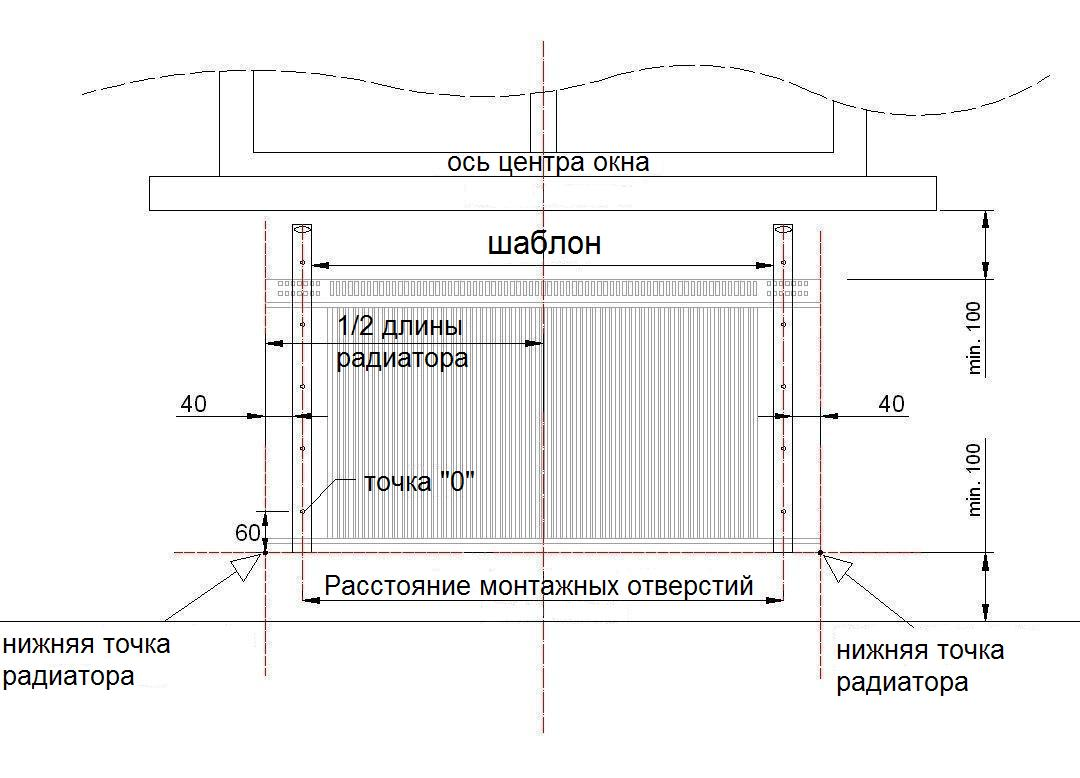 ось центра окна
шаблон
1/2 длины
радиатора
min. 100
40
40
точка "0"
min. 100
60
Расстояние монтажных отверстий
нижняя точка
радиатора
нижняя точка
радиатора